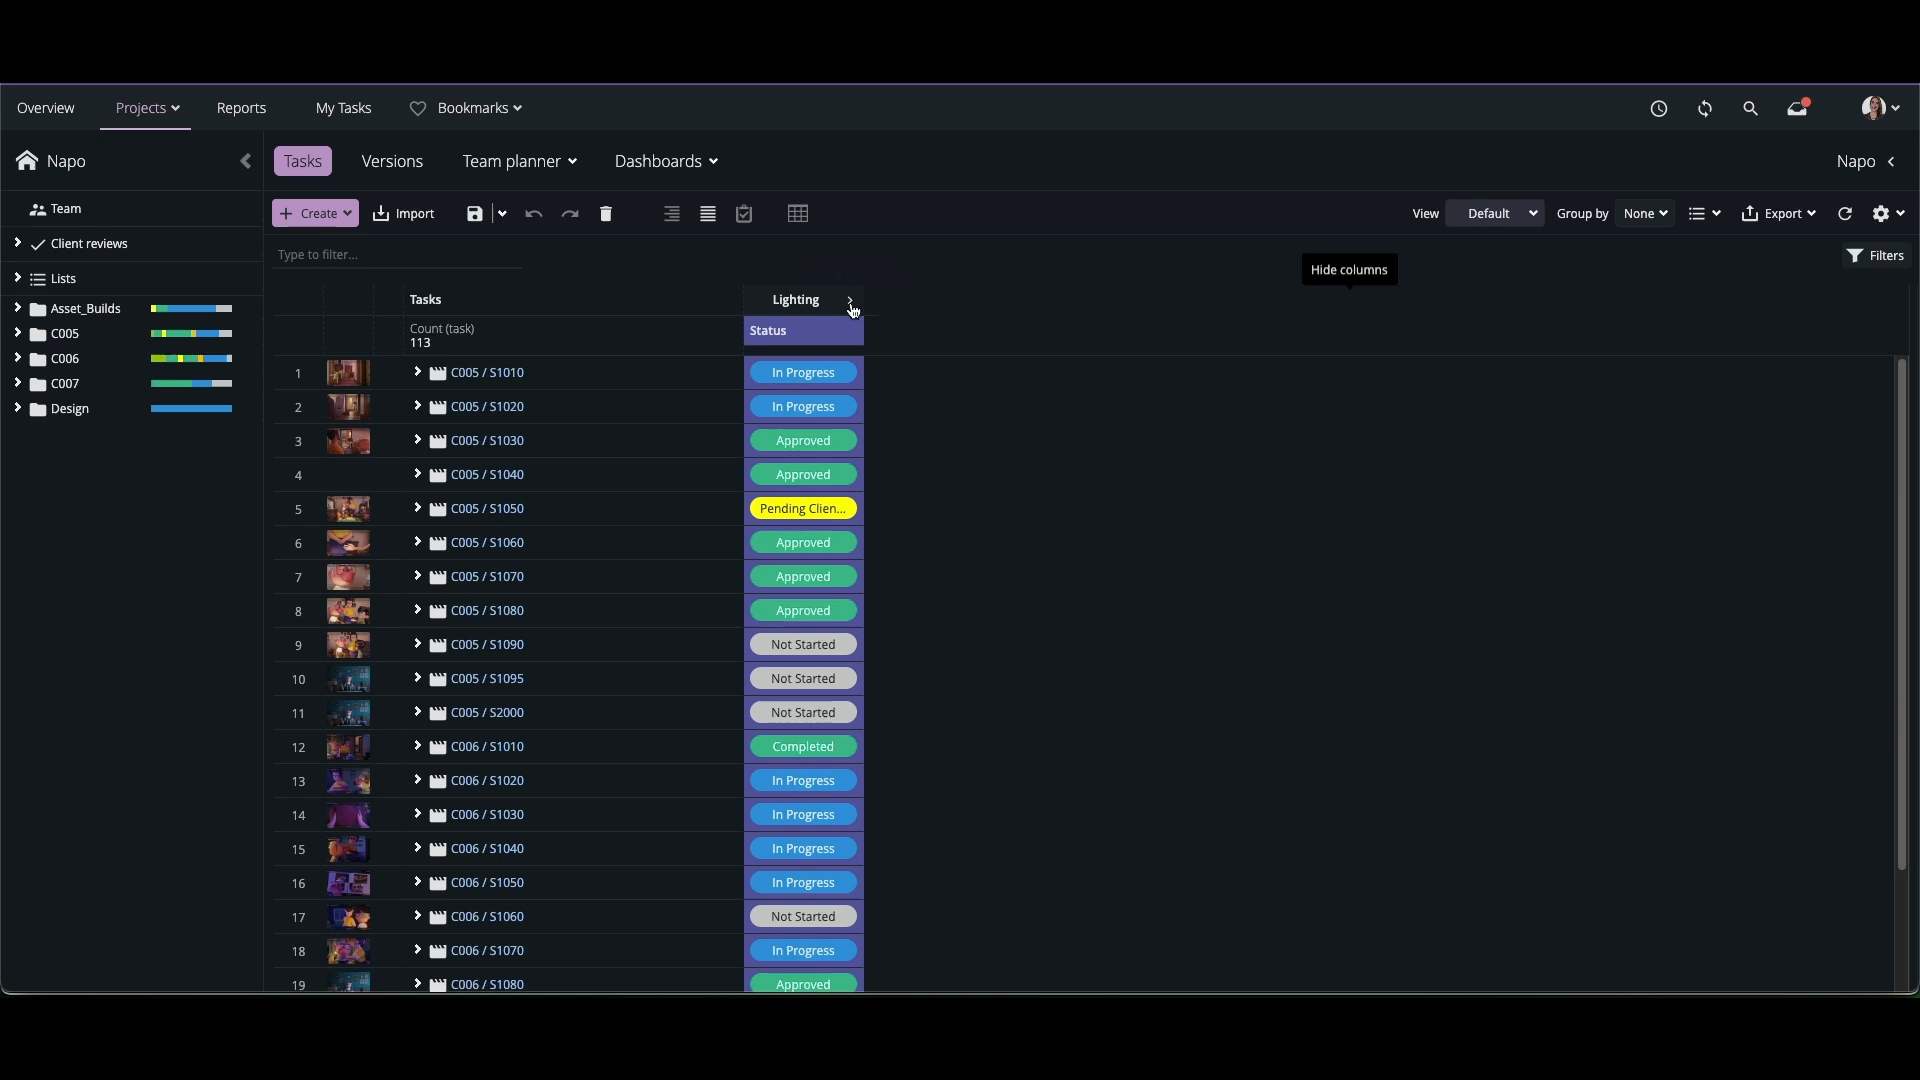 Overview
Projects
Reports
My Tasks
Bookmarks
Napo
Tasks
Versions
Team planner
Dashboards
Napo
Team
Create
Import
View
Default
Group by
None
Export
Client reviews
Type to filter...
Hide columns
Filters
Lists
Asset_Builds
C005
C006
C007
Design
Tasks
Lighting
Count (task)
113
Status
1 C005 / S1010 In Progress
2 C005 / S1020 In Progress
3 C005 / S1030 Approved
4 C005 / S1040 Approved
5 C005 / S1050 Pending Clien...
6 C005 / S1060 Approved
7 C005 / S1070 Approved
8 C005 / S1080 Approved
9 C005 / S1090 Not Started
10 C005 / S1095 Not Started
11 C005 / S2000 Not Started
12 C006 / S1010 Completed
13 C006 / S1020 In Progress
14 C006 / S1030 In Progress
15 C006 / S1040 In Progress
16 C006 / S1050 In Progress
17 C006 / S1060 Not Started
18 C006 / S1070 In Progress
19 C006 / S1080 Approved